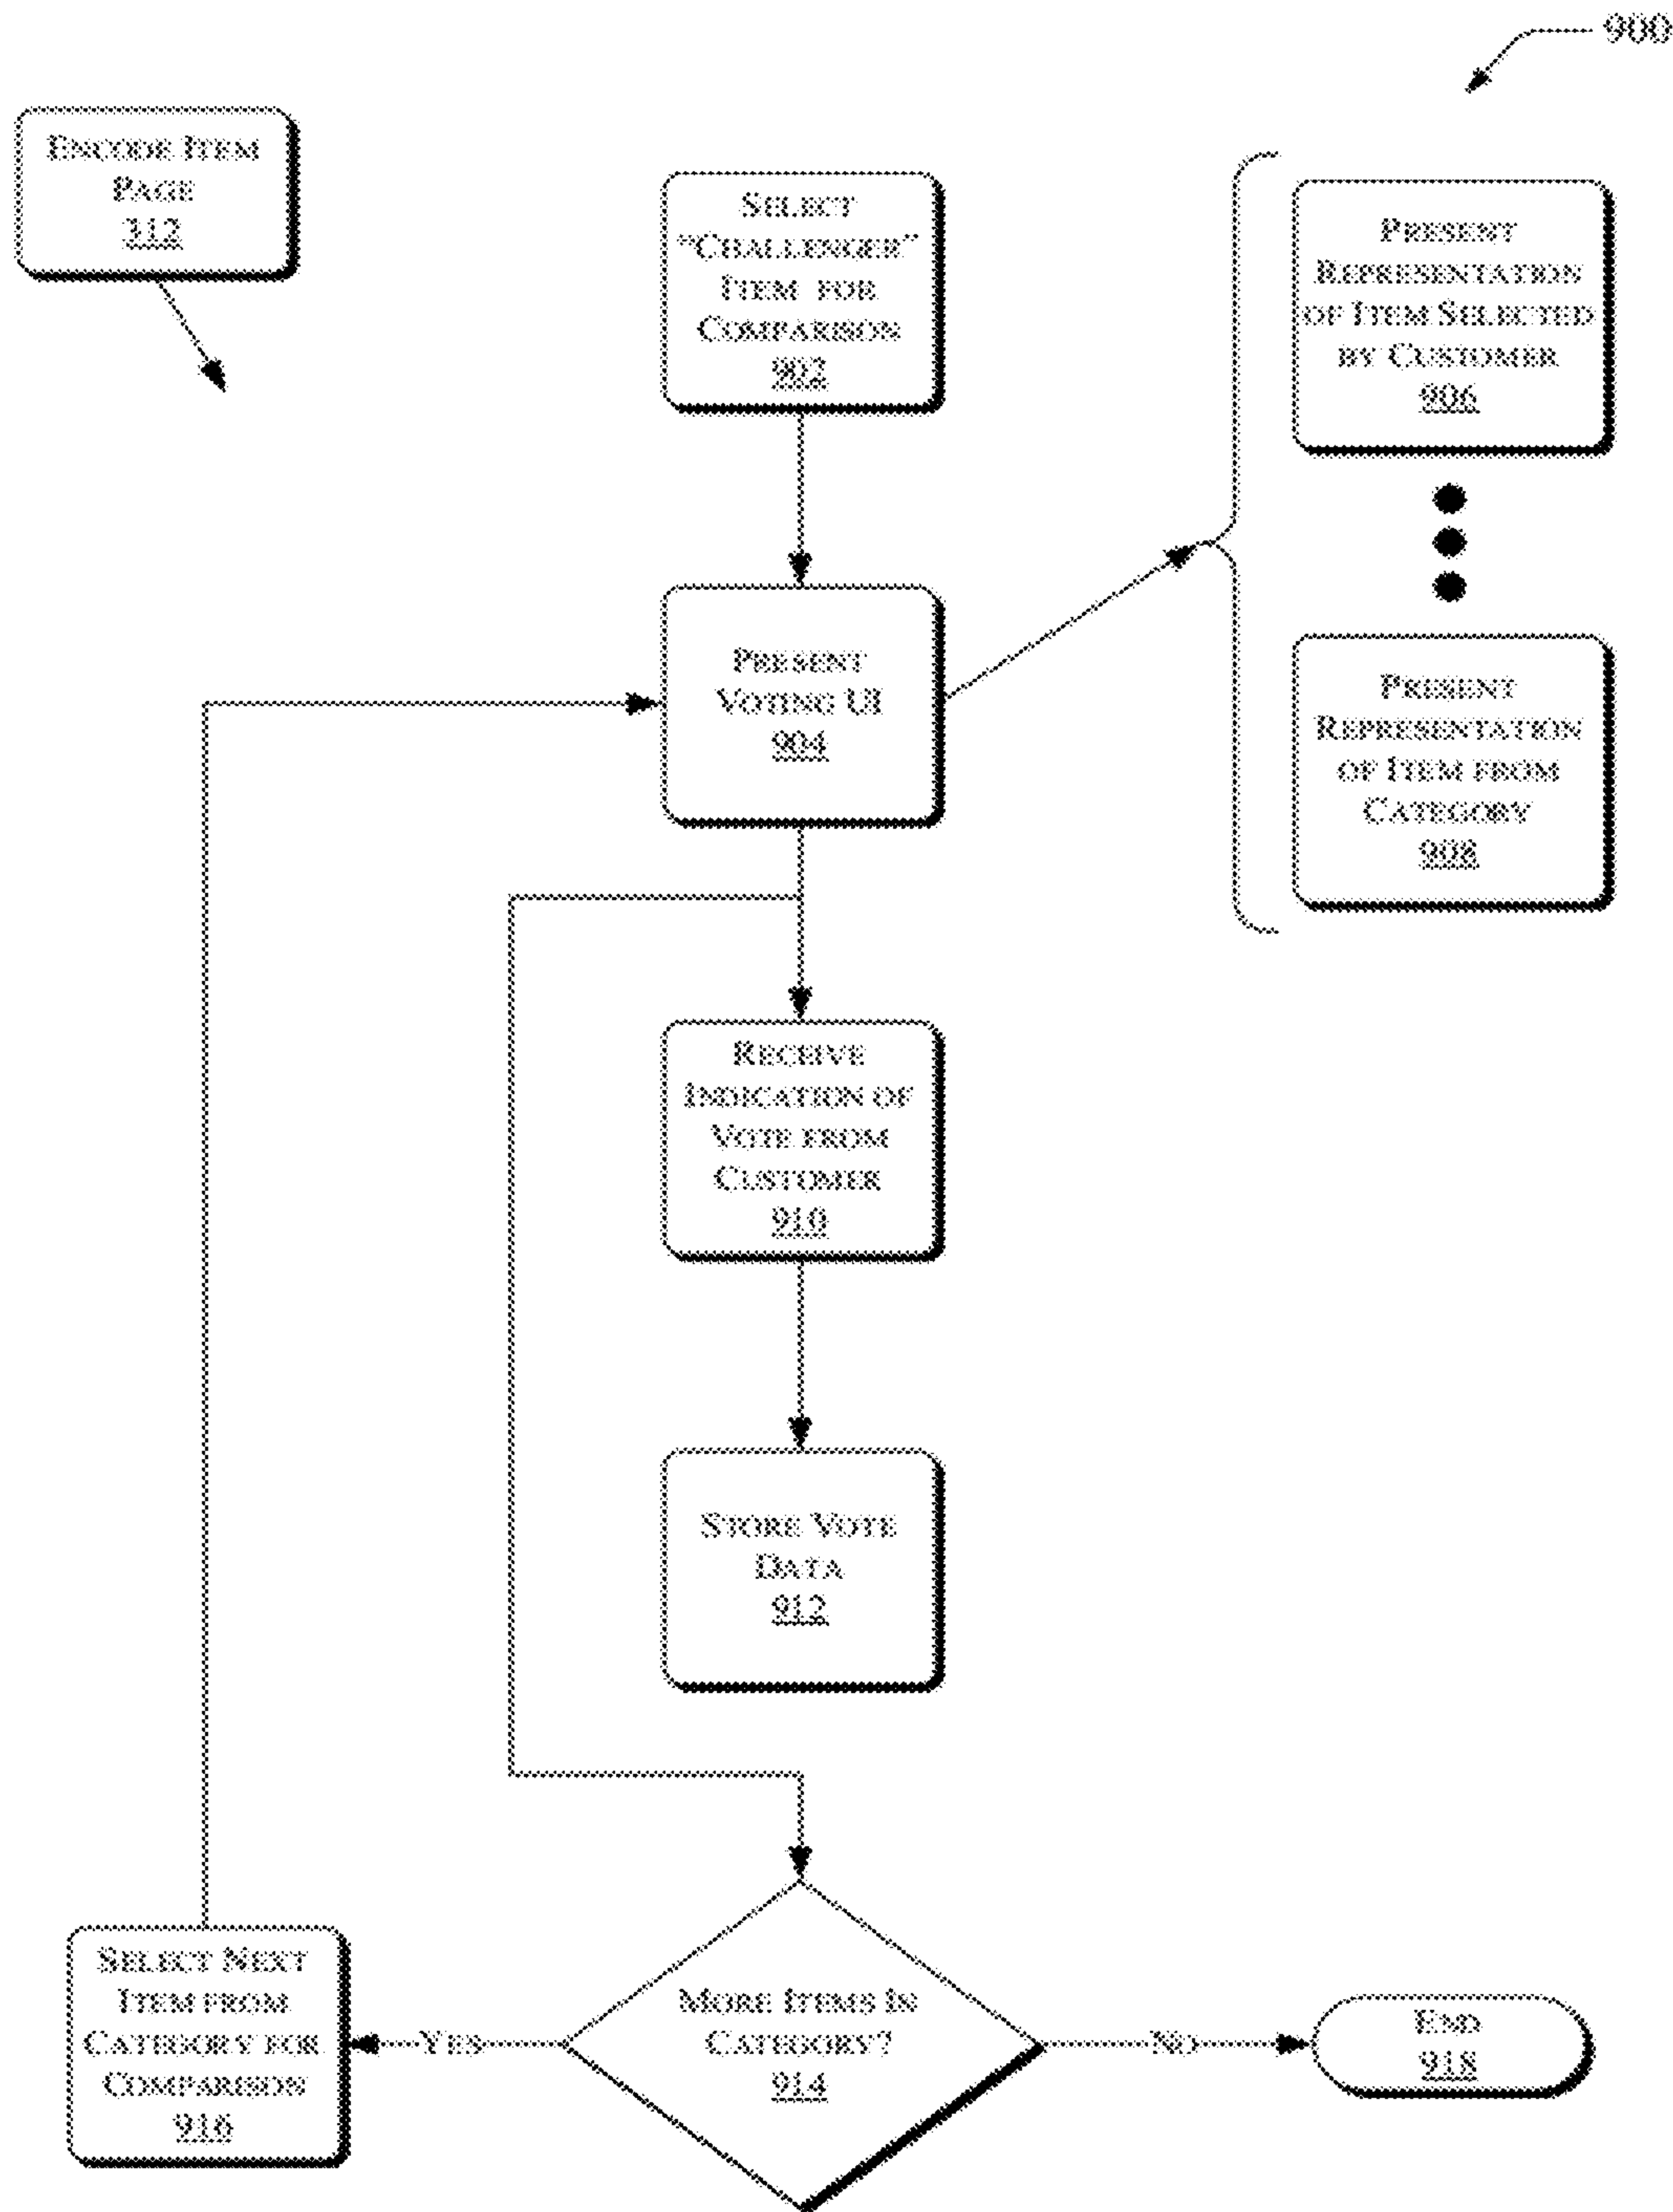 900
ENCODE ITEM
PAGE
312
SELECT
“CHALLENGER”
ITEM FOR
COMPARISON
902
PRESENT
REPRESENTATION
OF ITEM SELECTED
BY CUSTOMER
906
PRESENT
VOTING UI
904
PRESENT
REPRESENTATION
OF ITEM FROM
CATEGORY
908
RECEIVE
INDICATION OF
VOTE FROM
CUSTOMER
910
STORE VOTE
DATA
912
SELECT NEXT
ITEM FROM
CATEGORY FOR
COMPARISON
916
YES
MORE ITEMS IN
CATEGORY?
914
NO
END
918